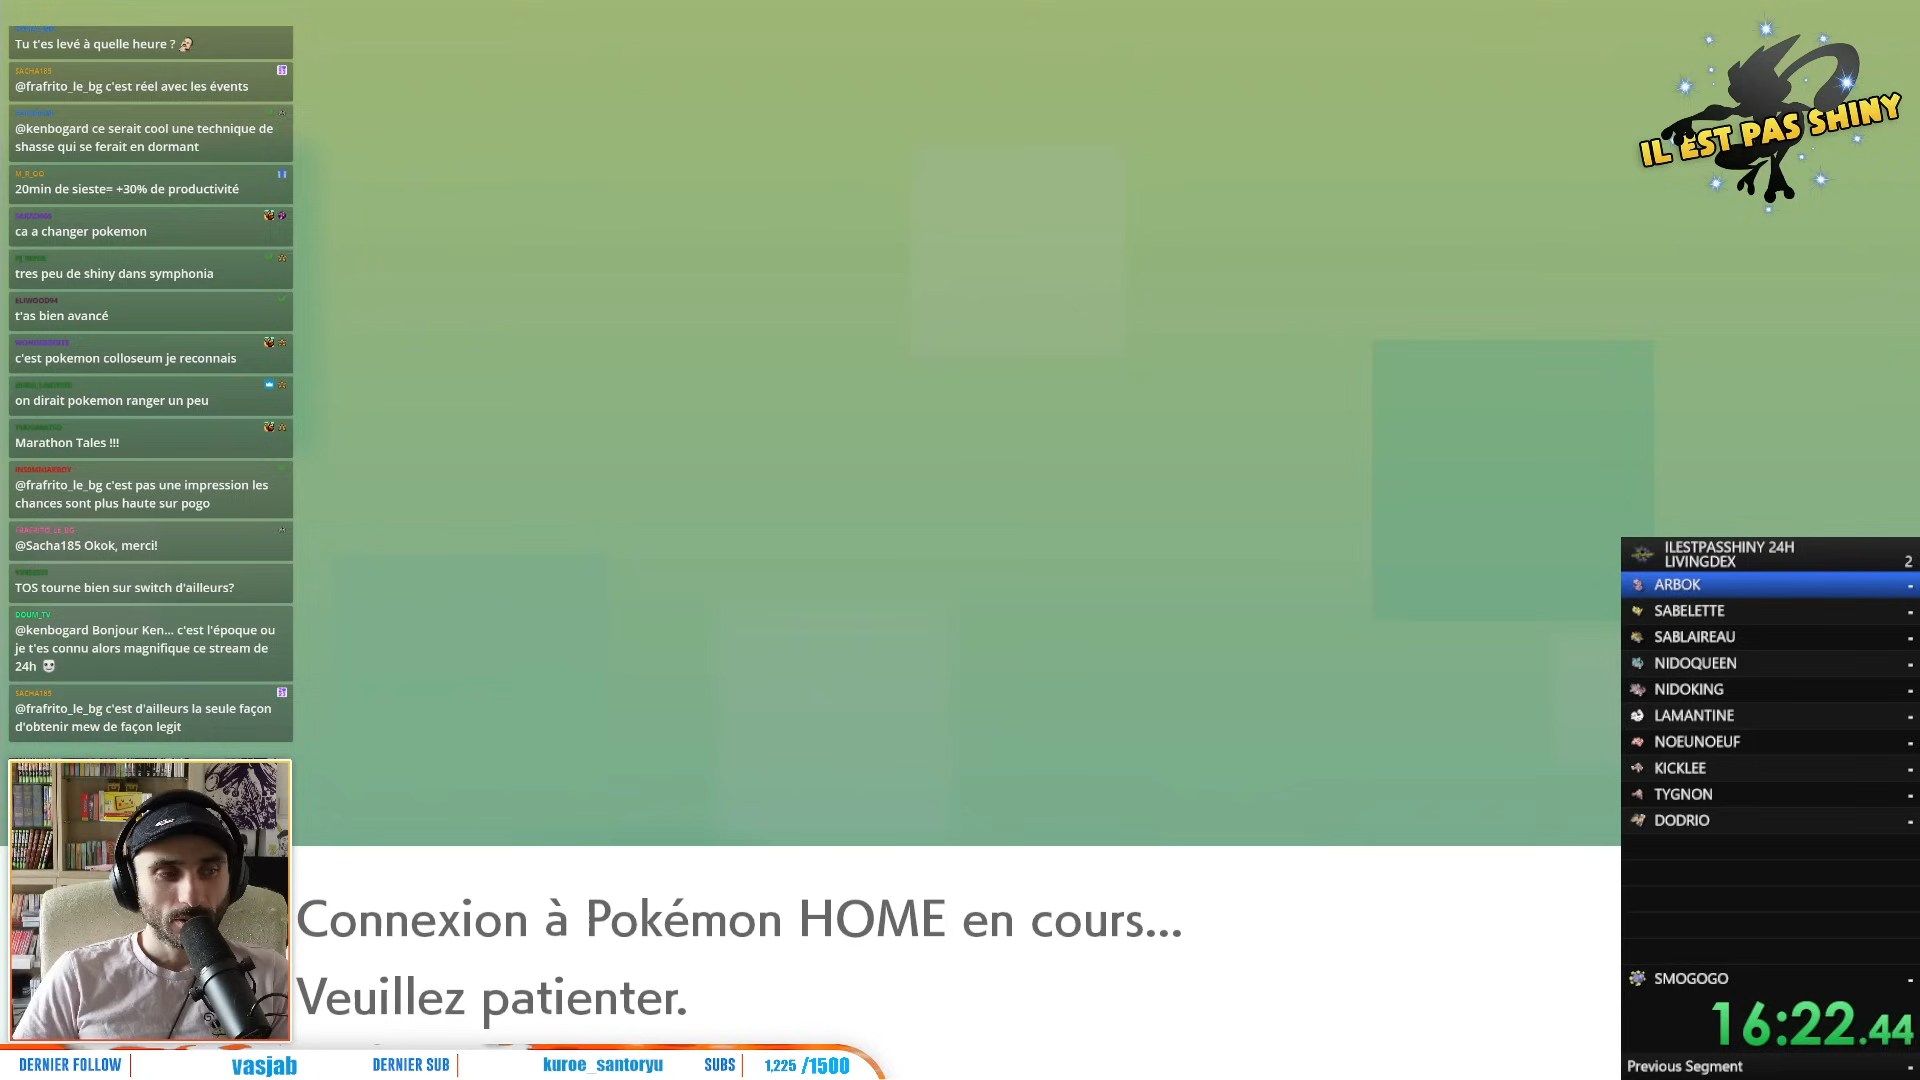 Tu t'es levé à quelle heure ?
SACHA185
@frafrito_le_bg c'est réel avec les évents
@kenbogard ce serait cool une technique de
shasse qui se ferait en dormant
M_R_OG
20min de sieste= +30% de productivité
ca a changer pokemon
tres peu de shiny dans symphonia
ELIWOOD94
t'as bien avancé
c'est pokemon colloseum je reconnais
on dirait pokemon ranger un peu
Marathon Tales !!!
INS0MNIAKBOY
@frafrito_le_bg c'est pas une impression les
chances sont plus haute sur pogo
FRAFRITO_LE_BG
@Sacha185 Okok, merci!
TOS tourne bien sur switch d'ailleurs?
DOUM_TV
@kenbogard Bonjour Ken... c'est l'époque ou
je t'es connu alors magnifique ce stream de
24h
SACHA185
@frafrito_le_bg c'est d'ailleurs la seule façon
d'obtenir mew de façon legit
IL EST PAS SHINY
Connexion à Pokémon HOME en cours...
Veuillez patienter.
ILESTPASSHINY 24H
LIVINGDEX 2
ARBOK -
SABELETTE -
SABLAIREAU -
NIDOQUEEN -
NIDOKING -
LAMANTINE -
NOEUNOEUF -
KICKLEE -
TYGNON -
DODRIO -
SMOGOGO -
16:22.44
Previous Segment -
DERNIER FOLLOW vasjab DERNIER SUB kuroe_santoryu SUBS 1,225 /1500